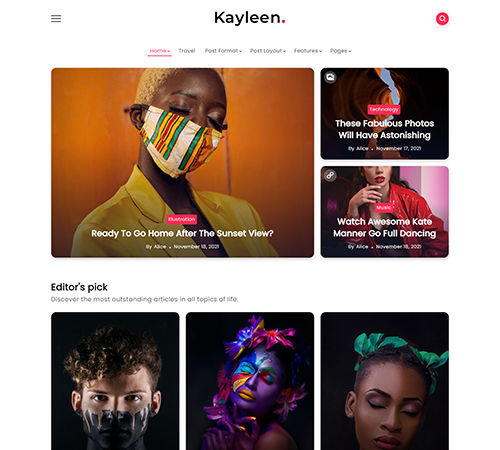 Kayleen.
Home Travel Post Format Post Layout Features Pages
Technology
These Fabulous Photos
Will Have Astonishing
By Alice • November 17, 2021
Illustration
Ready To Go Home After The Sunset View?
By Alice • November 18, 2021
Music
Watch Awesome Kate
Manner Go Full Dancing
By Alice • November 18, 2021
Editor's pick
Discover the most outstanding articles in all topics of life.